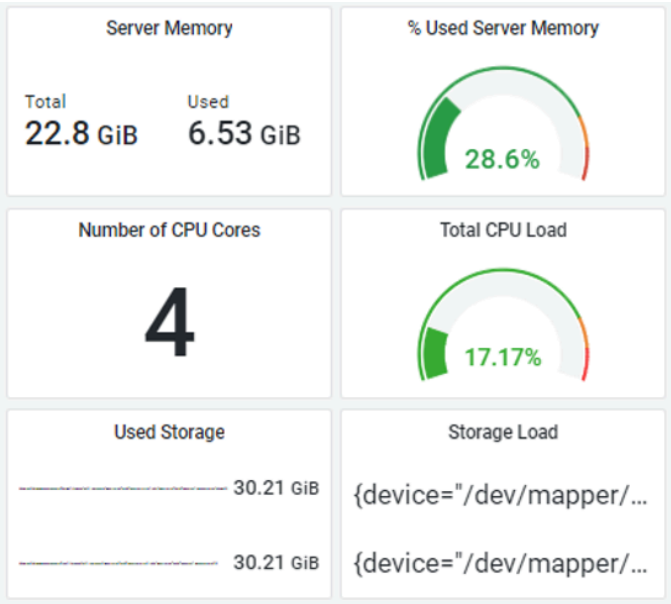 Server Memory
Total
Used
22.8 GiB
6.53 GiB
% Used Server Memory
28.6%
Number of CPU Cores
4
Total CPU Load
17.17%
Used Storage
30.21 GiB
30.21 GiB
Storage Load
{device="/dev/mapper/...
{device="/dev/mapper/...